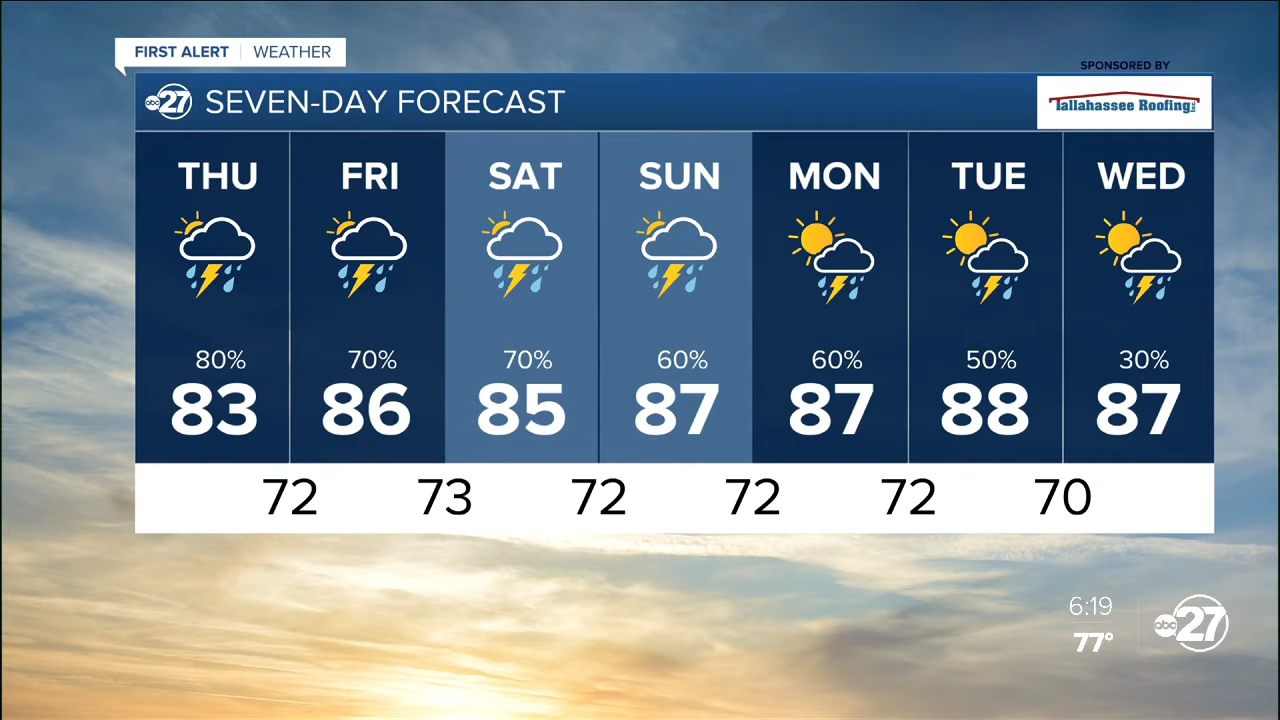 FIRST ALERT | WEATHER
SPONSORED BY
abc 27 SEVEN-DAY FORECAST
Tallahassee Roofing Inc.
THU FRI SAT SUN MON TUE WED
80% 70% 70% 60% 60% 50% 30%
83 86 85 87 87 88 87
72 73 72 72 72 70
6:19
77°
abc 27